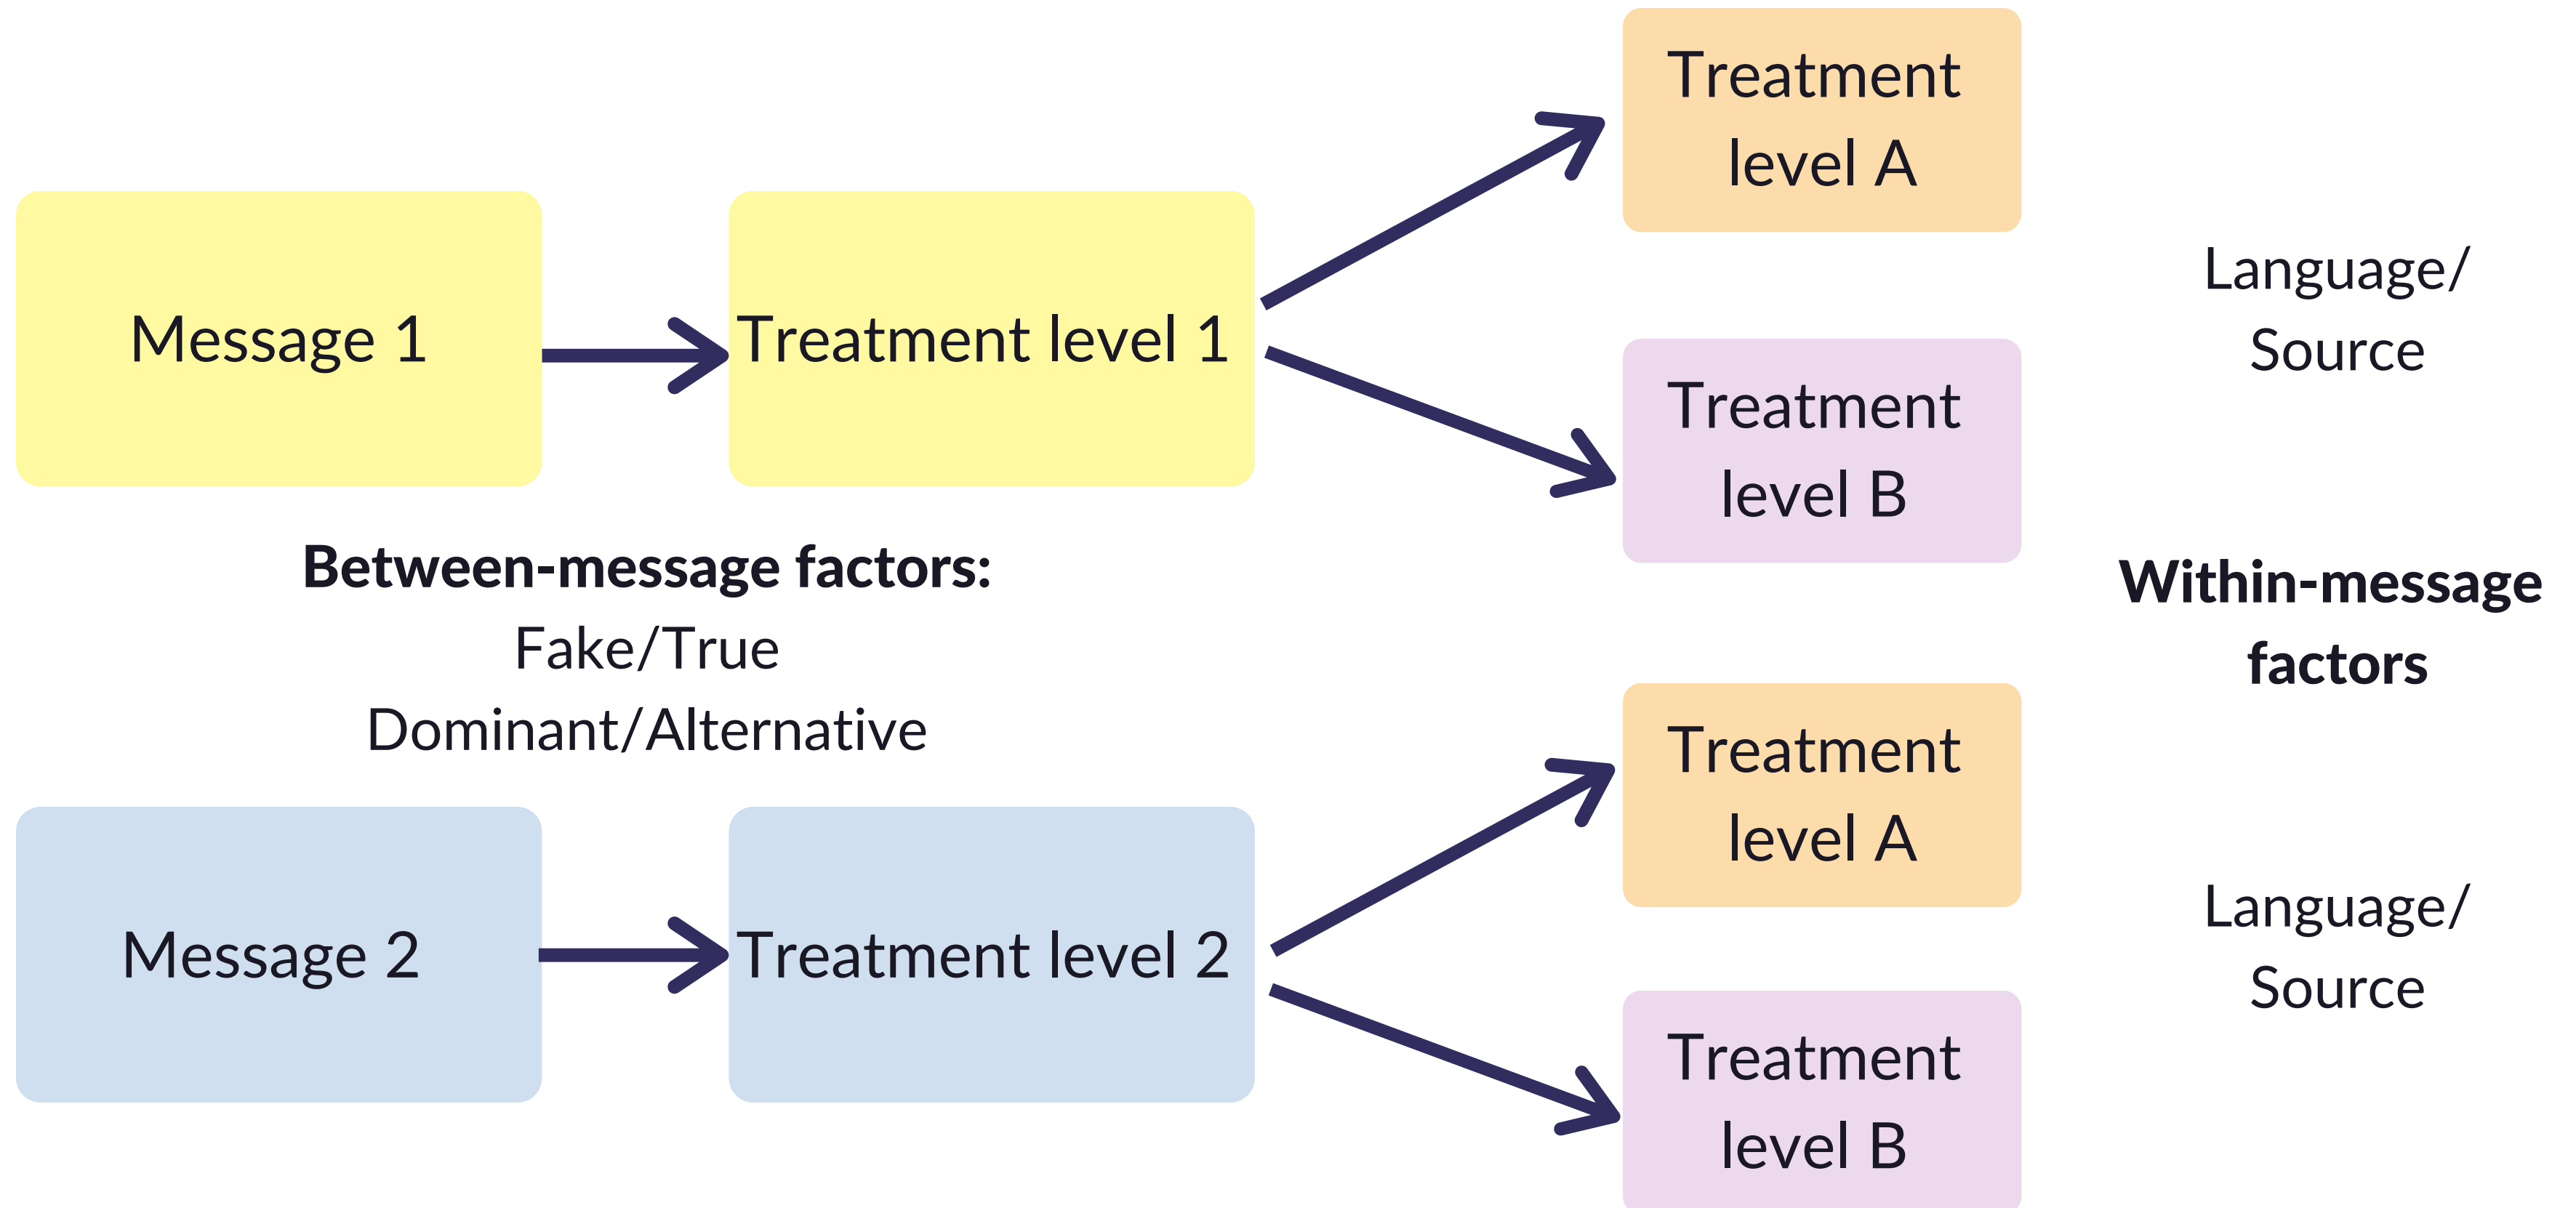 Treatment
level A
Message 1
Treatment level 1
Language/
Source
Treatment
level B
Between-message factors:
Fake/True
Dominant/Alternative
Within-message
factors
Treatment
level A
Message 2
Treatment level 2
Language/
Source
Treatment
level B